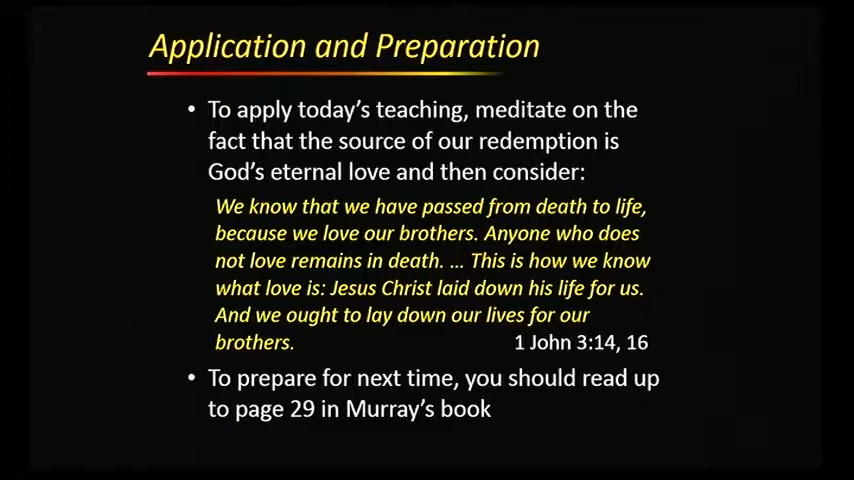 Application and Preparation
• To apply today's teaching, meditate on the
fact that the source of our redemption is
God's eternal love and then consider:
We know that we have passed from death to life,
because we love our brothers. Anyone who does
not love remains in death. … This is how we know
what love is: Jesus Christ laid down his life for us.
And we ought to lay down our lives for our
brothers. 1 John 3:14, 16
• To prepare for next time, you should read up
to page 29 in Murray's book